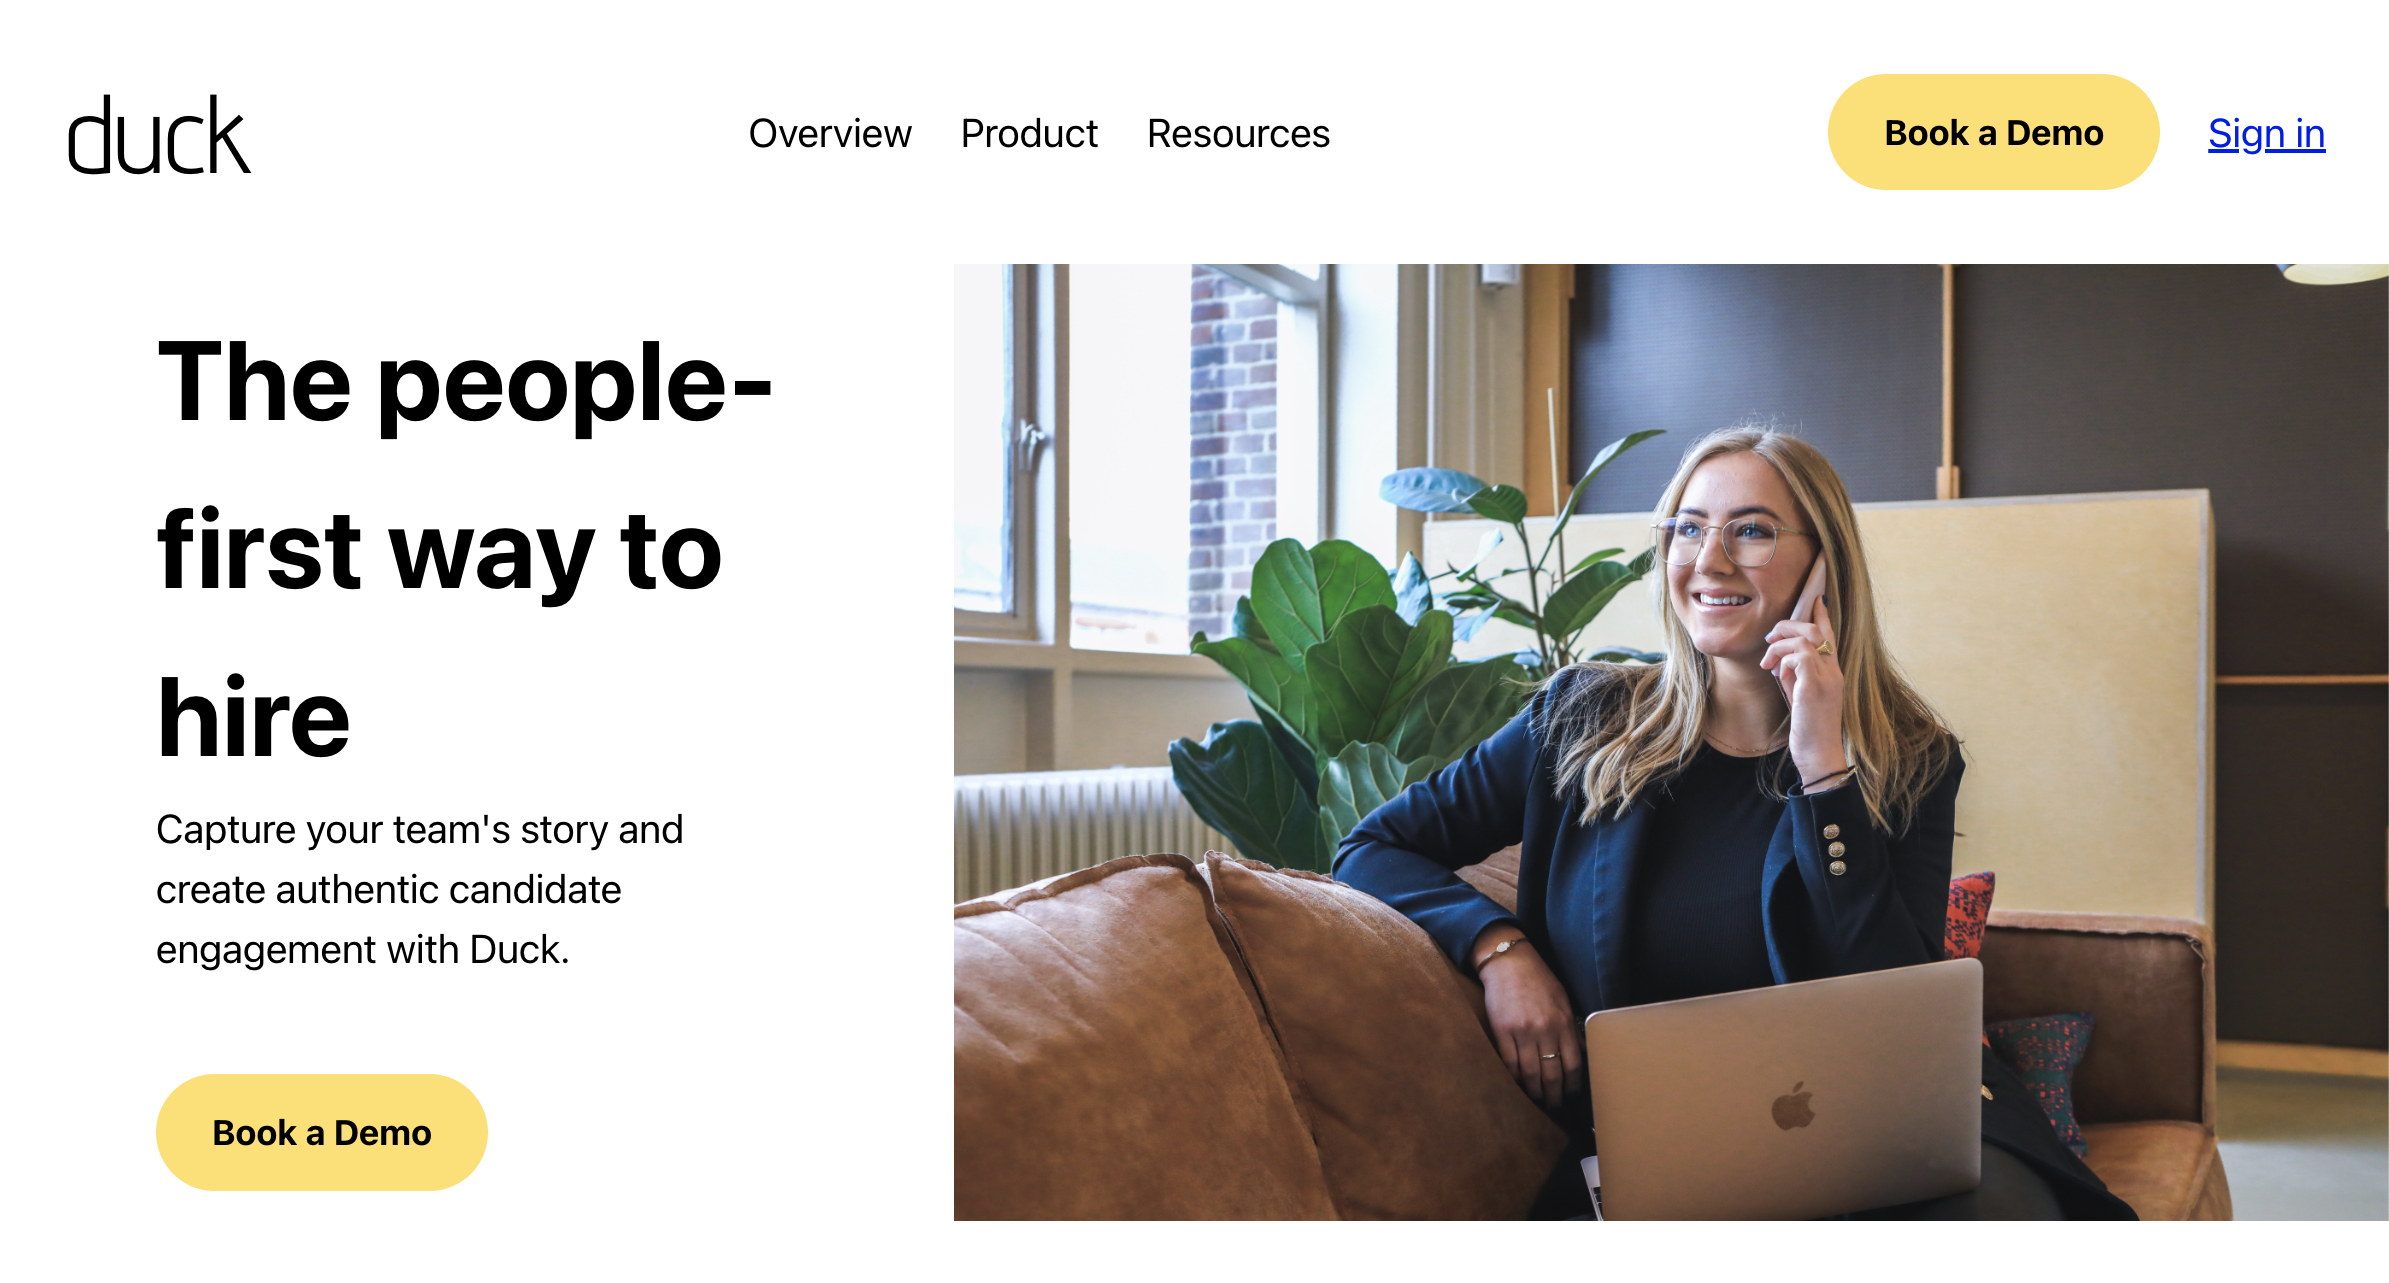 duck
Overview Product Resources
Book a Demo Sign in
The people-
first way to
hire
Capture your team's story and
create authentic candidate
engagement with Duck.
Book a Demo